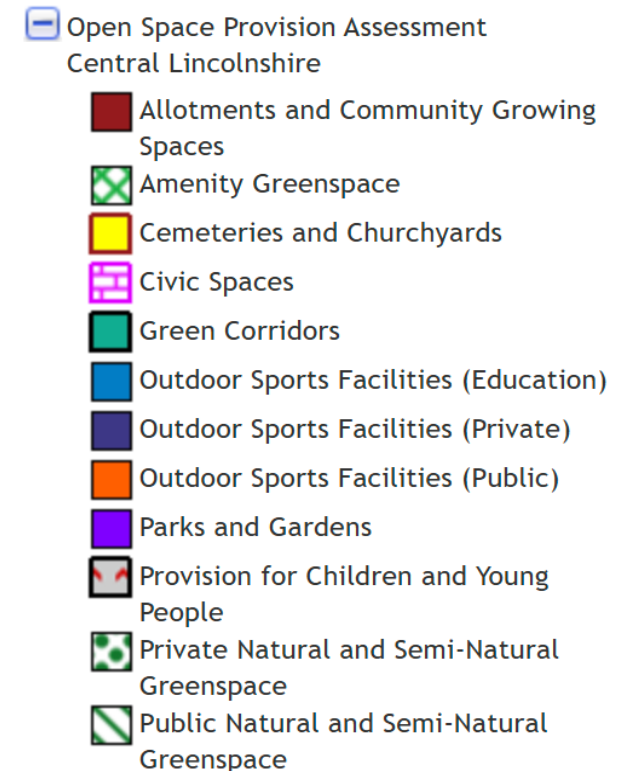 Open Space Provision Assessment
Central Lincolnshire
Allotments and Community Growing
Spaces
Amenity Greenspace
Cemeteries and Churchyards
Civic Spaces
Green Corridors
Outdoor Sports Facilities (Education)
Outdoor Sports Facilities (Private)
Outdoor Sports Facilities (Public)
Parks and Gardens
Provision for Children and Young
People
Private Natural and Semi-Natural
Greenspace
Public Natural and Semi-Natural
Greenspace